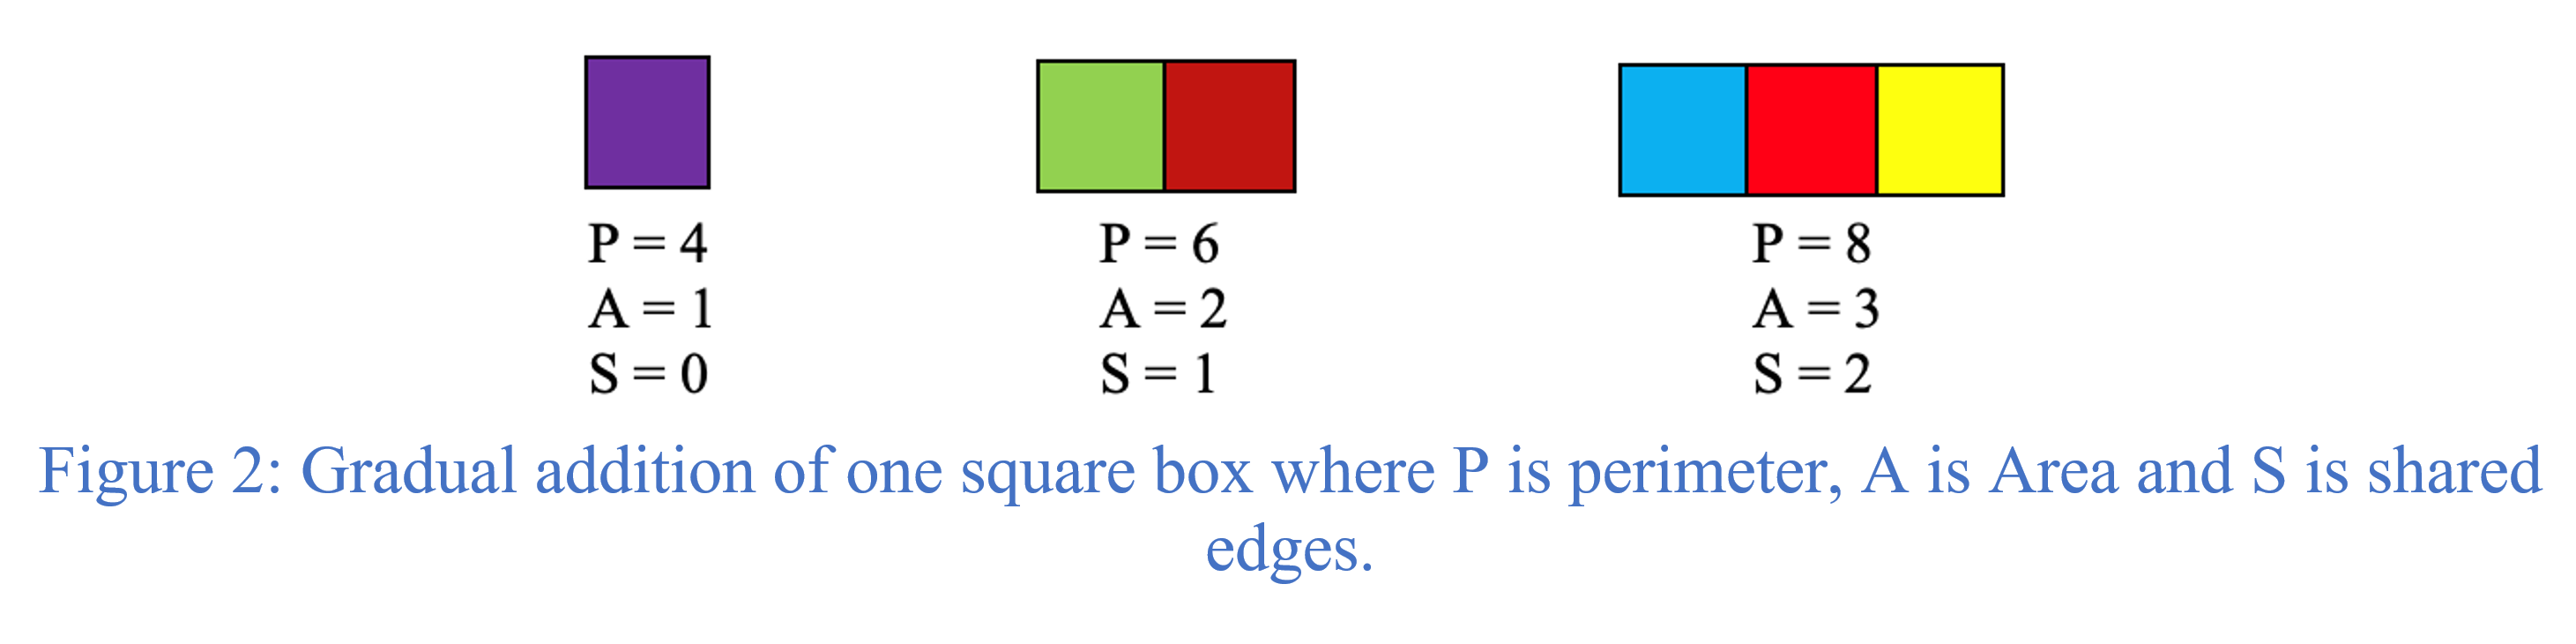 P = 4
A = 1
S = 0
P = 6
A = 2
S = 1
P = 8
A = 3
S = 2
Figure 2: Gradual addition of one square box where P is perimeter, A is Area and S is shared
edges.